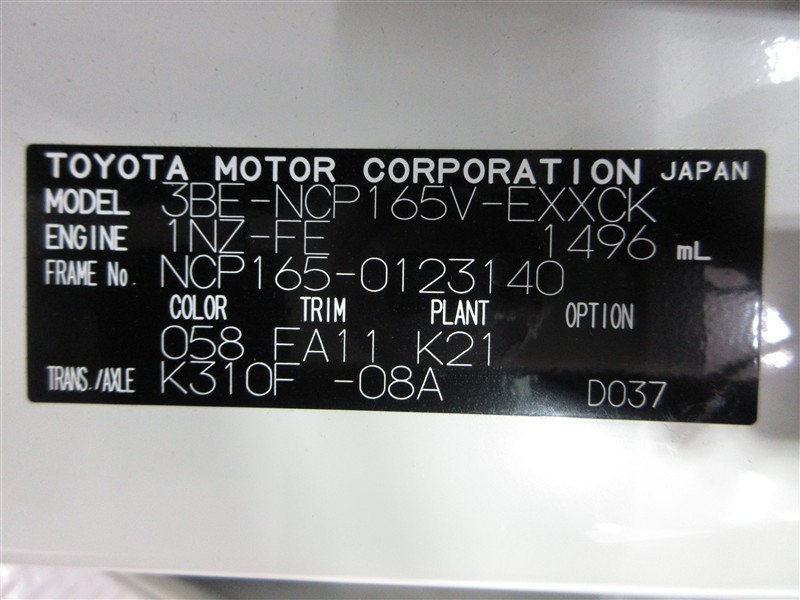 TOYOTA MOTOR CORPORATION JAPAN
MODEL 3BE-NCP165V-EXXCK
ENGINE 1NZ-FE 1496 mL
FRAME No. NCP165-0123140
COLOR TRIM PLANT OPTION
058 FA11 K21
TRANS./AXLE K310F -08A D037